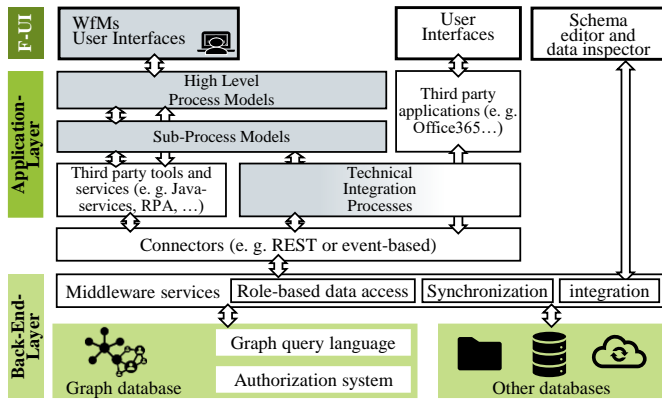 F-UI
WfMs
User Interfaces
User
Interfaces
Schema
editor and
data inspector
Application-
Layer
High Level
Process Models
Sub-Process Models
Third party
applications (e. g.
Office365…)
Third party tools and
services (e. g. Java-
services, RPA, …)
Technical
Integration
Processes
Connectors (e. g. REST or event-based)
Back-End-
Layer
Middleware services
Role-based data access
Synchronization
integration
Graph query language
Authorization system
Graph database
Other databases